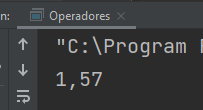 n: Operadores
"C:\Program
1,57